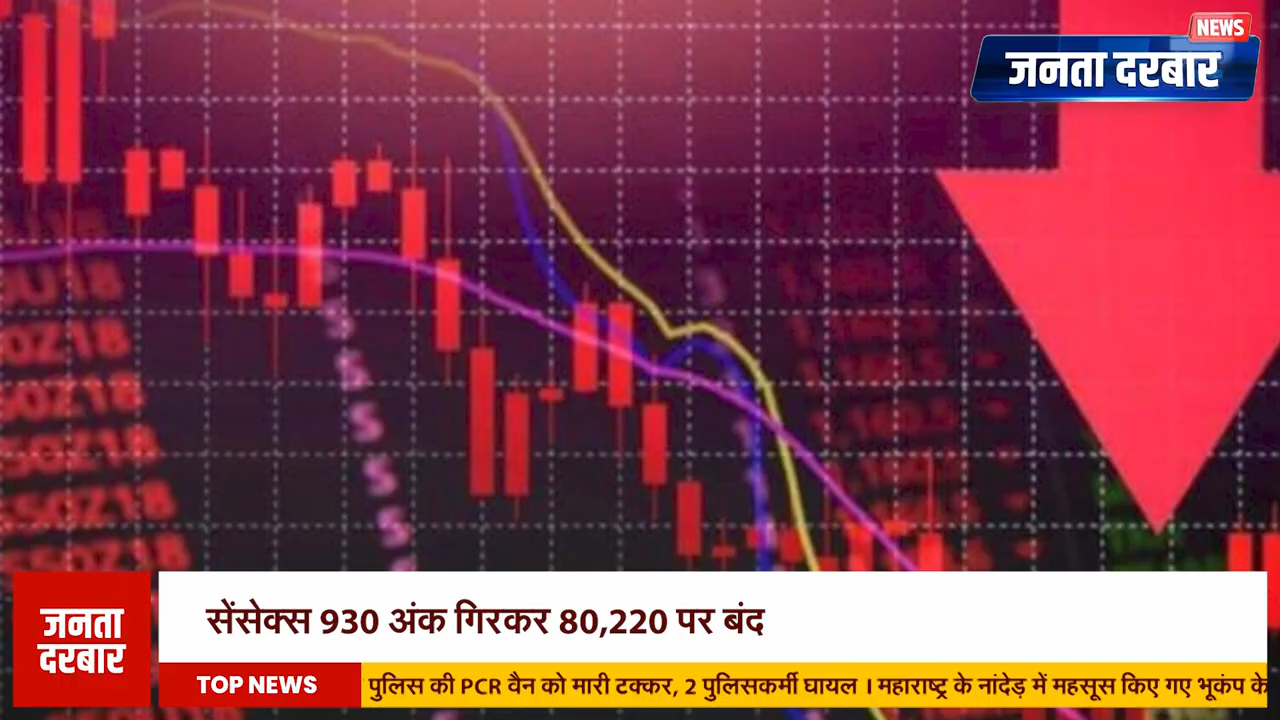 NEWS
जनता दरबार
सेंसेक्स 930 अंक गिरकर 80,220 पर बंद
जनता
दरबार
TOP NEWS
पुलिस की PCR वैन को मारी टक्कर, 2 पुलिसकर्मी घायल । महाराष्ट्र के नांदेड़ में महसूस किए गए भूकंप के